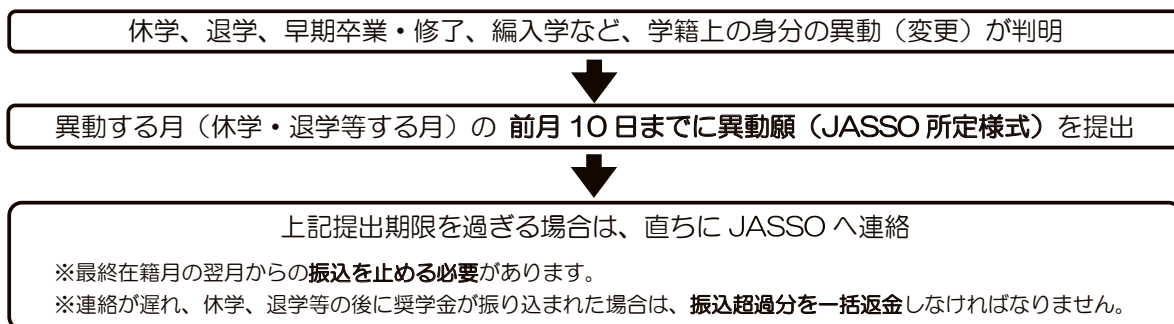 休学、退学、早期卒業・修了、編入学など、学籍上の身分の異動（変更）が判明
異動する月（休学・退学等する月）の 前月 10 日までに異動願（JASSO 所定様式）を提出
上記提出期限を過ぎる場合は、直ちに JASSO へ連絡
※最終在籍月の翌月からの振込を止める必要があります。
※連絡が遅れ、休学、退学等の後に奨学金が振り込まれた場合は、振込超過分を一括返金しなければなりません。